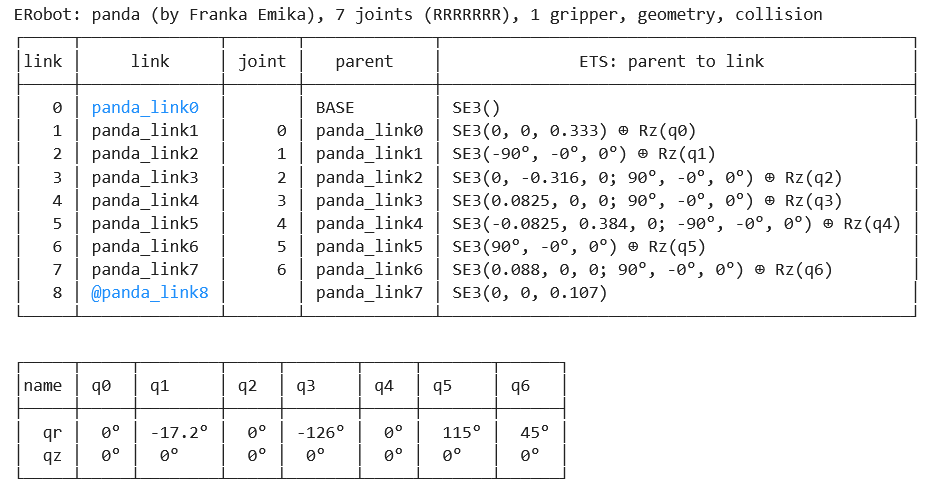 ERobot: panda (by Franka Emika), 7 joints (RRRRRRR), 1 gripper, geometry, collision
link link joint parent ETS: parent to link
0 panda_link0 BASE SE3()
1 panda_link1 0 panda_link0 SE3(0, 0, 0.333) ⊕ Rz(q0)
2 panda_link2 1 panda_link1 SE3(-90°, -0°, 0°) ⊕ Rz(q1)
3 panda_link3 2 panda_link2 SE3(0, -0.316, 0; 90°, -0°, 0°) ⊕ Rz(q2)
4 panda_link4 3 panda_link3 SE3(0.0825, 0, 0; 90°, -0°, 0°) ⊕ Rz(q3)
5 panda_link5 4 panda_link4 SE3(-0.0825, 0.384, 0; -90°, -0°, 0°) ⊕ Rz(q4)
6 panda_link6 5 panda_link5 SE3(90°, -0°, 0°) ⊕ Rz(q5)
7 panda_link7 6 panda_link6 SE3(0.088, 0, 0; 90°, -0°, 0°) ⊕ Rz(q6)
8 @panda_link8 panda_link7 SE3(0, 0, 0.107)
name q0 q1 q2 q3 q4 q5 q6
qr 0° -17.2° 0° -126° 0° 115° 45°
qz 0° 0° 0° 0° 0° 0° 0°